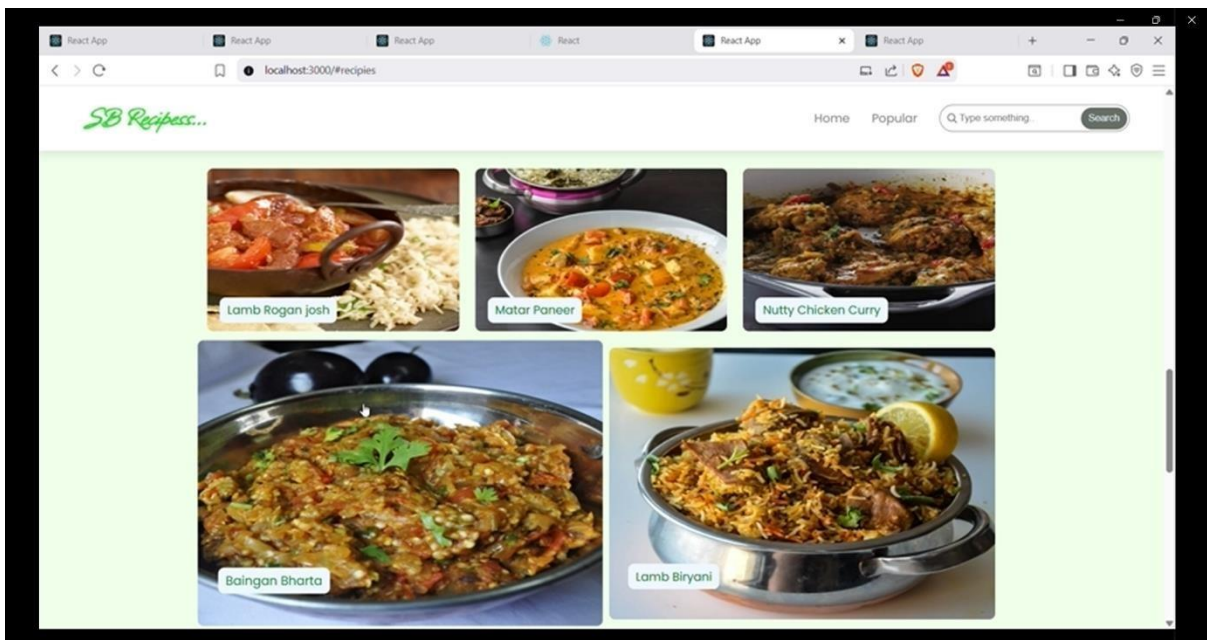 React App React App React App React React App React App
localhost:3000/#recipies
SB Recipess... Home Popular Type something.. Search
Lamb Rogan josh Matar Paneer Nutty Chicken Curry
Baingan Bharta Lamb Biryani